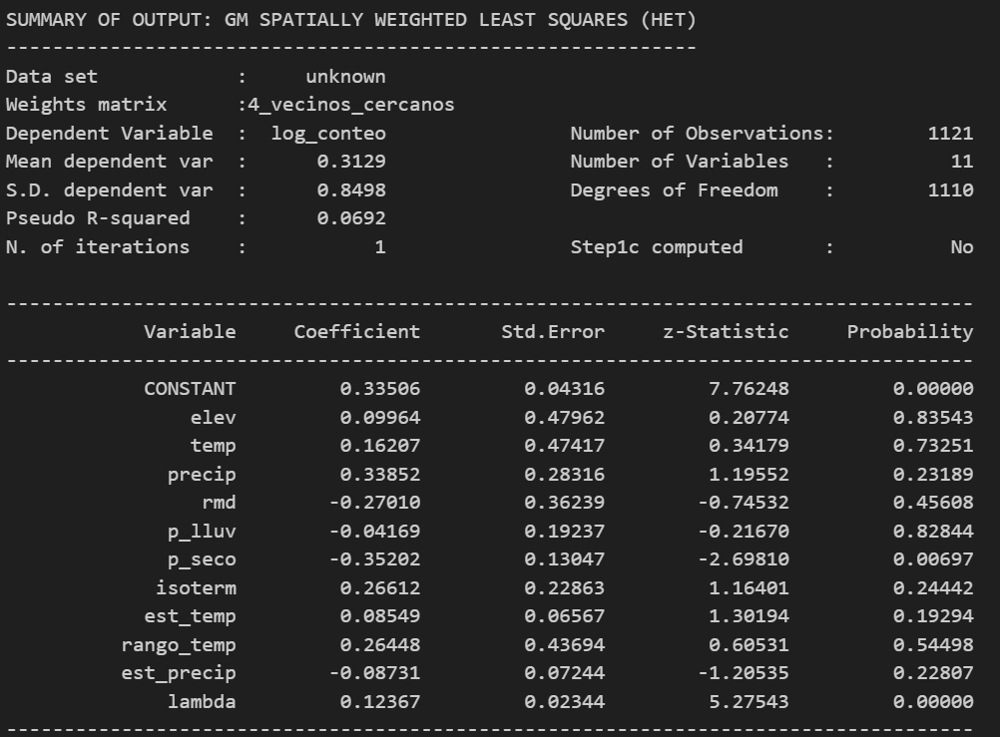 SUMMARY OF OUTPUT: GM SPATIALLY WEIGHTED LEAST SQUARES (HET)
------------------------------------------------------------
Data set            :     unknown
Weights matrix      :4_vecinos_cercanos
Dependent Variable  :  log_conteo                Number of Observations:        1121
Mean dependent var  :      0.3129                Number of Variables   :          11
S.D. dependent var  :      0.8498                Degrees of Freedom    :        1110
Pseudo R-squared    :      0.0692
N. of iterations    :           1                Step1c computed       :          No
------------------------------------------------------------------------------------
            Variable     Coefficient       Std.Error     z-Statistic     Probability
------------------------------------------------------------------------------------
            CONSTANT         0.33506         0.04316         7.76248         0.00000
                elev         0.09964         0.47962         0.20774         0.83543
                temp         0.16207         0.47417         0.34179         0.73251
              precip         0.33852         0.28316         1.19552         0.23189
                 rmd        -0.27010         0.36239        -0.74532         0.45608
              p_lluv        -0.04169         0.19237        -0.21670         0.82844
              p_seco        -0.35202         0.13047        -2.69810         0.00697
             isoterm         0.26612         0.22863         1.16401         0.24442
            est_temp         0.08549         0.06567         1.30194         0.19294
          rango_temp         0.26448         0.43694         0.60531         0.54498
          est_precip        -0.08731         0.07244        -1.20535         0.22807
              lambda         0.12367         0.02344         5.27543         0.00000
------------------------------------------------------------------------------------